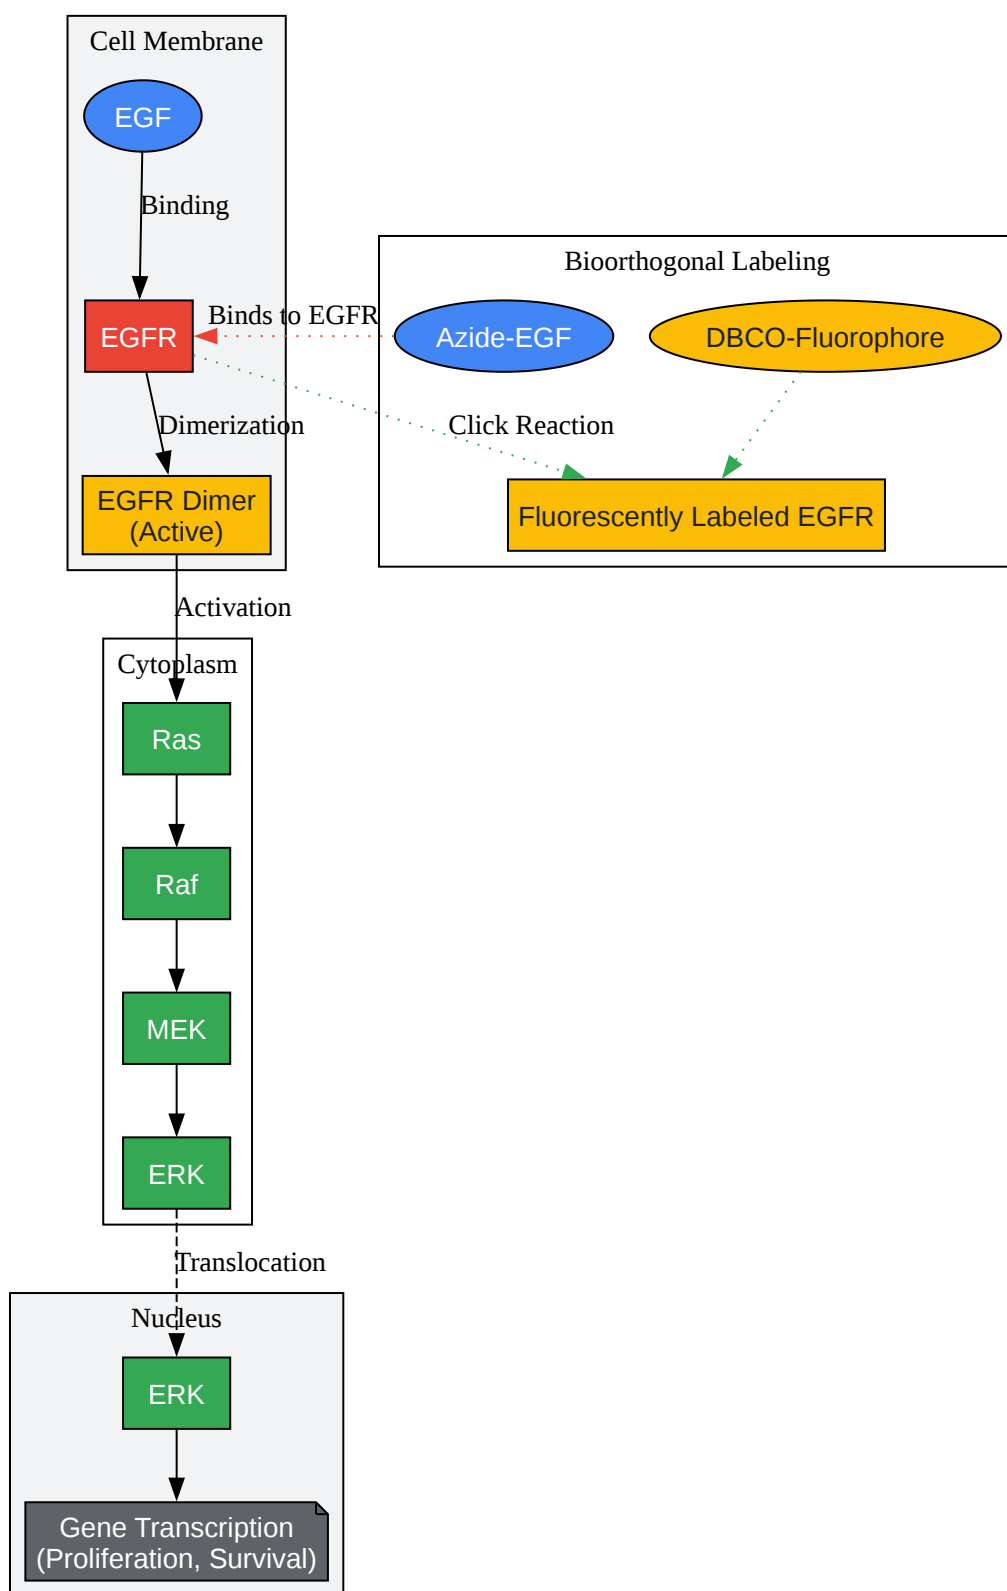 Cell Membrane
EGF
Binding
Bioorthogonal Labeling
EGFR
Binds to EGFR
Azide-EGF
DBCO-Fluorophore
Dimerization
Click Reaction
EGFR Dimer
(Active)
Fluorescently Labeled EGFR
Activation
Cytoplasm
Ras
Raf
MEK
ERK
Translocation
Nucleus
ERK
Gene Transcription
(Proliferation, Survival)